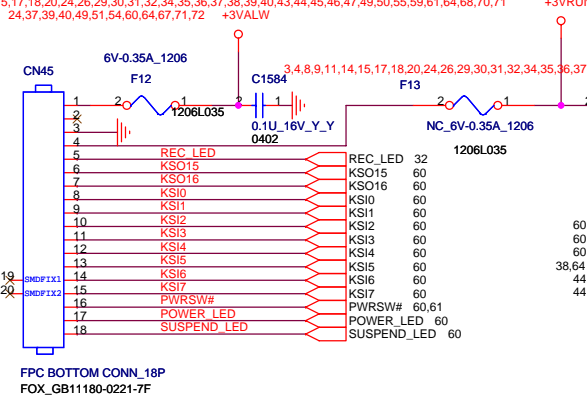 5,17,18,20,24,26,29,30,31,32,34,35,36,37,38,39,40,43,44,45,46,47,49,50,55,59,61,64,68,70,71
24,37,39,40,49,51,54,60,64,67,71,72 +3VALW
+3VRUN
6V-0.35A_1206
CN45
F12
C1584
3,4,8,9,11,14,15,17,18,20,24,26,29,30,31,32,34,35,36,37
F13
1 2 1 2 1 2 1 2
1206L035
2
3
0.1U_16V_Y_Y
0402
NC_6V-0.35A_1206
1206L035
4
5 REC_LED REC_LED 32
6 KSO15 KSO15 60
7 KSO16 KSO16 60
8 KSI0 KSI0 60
9 KSI1 KSI1 60
10 KSI2 KSI2 60 60
11 KSI3 KSI3 60 60
12 KSI4 KSI4 60 60
13 KSI5 KSI5 60 38,64
19 SMDFIX1 14 KSI6 KSI6 60 44
20 SMDFIX2 15 KSI7 KSI7 60 44
16 PWRSW# PWRSW# 60,61
17 POWER_LED POWER_LED 60
18 SUSPEND_LED SUSPEND_LED 60
FPC BOTTOM CONN_18P
FOX_GB11180-0221-7F